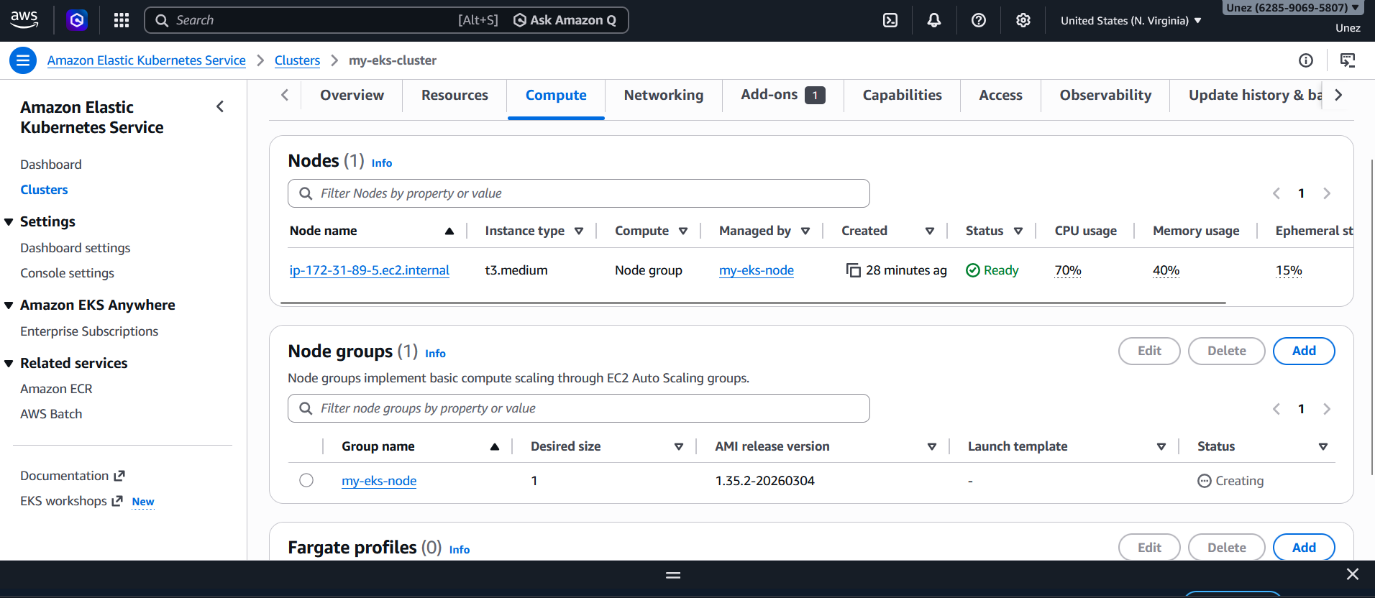 aws
Search [Alt+S] Ask Amazon Q
United States (N. Virginia) ▼
Unez (6285-9069-5807) ▼
Unez
Amazon Elastic Kubernetes Service > Clusters > my-eks-cluster
Amazon Elastic
Kubernetes Service
Dashboard
Clusters
Settings
Dashboard settings
Console settings
Amazon EKS Anywhere
Enterprise Subscriptions
Related services
Amazon ECR
AWS Batch
Documentation
EKS workshops New
Overview Resources Compute Networking Add-ons 1 Capabilities Access Observability Update history & ba
Nodes (1) Info
Filter Nodes by property or value
1
Node name Instance type Compute Managed by Created Status CPU usage Memory usage Ephemeral st
ip-172-31-89-5.ec2.internal t3.medium Node group my-eks-node 28 minutes ag Ready 70% 40% 15%
Node groups (1) Info
Edit Delete Add
Node groups implement basic compute scaling through EC2 Auto Scaling groups.
Filter node groups by property or value
1
Group name Desired size AMI release version Launch template Status
my-eks-node 1 1.35.2-20260304 - Creating
Fargate profiles (0) Info
Edit Delete Add